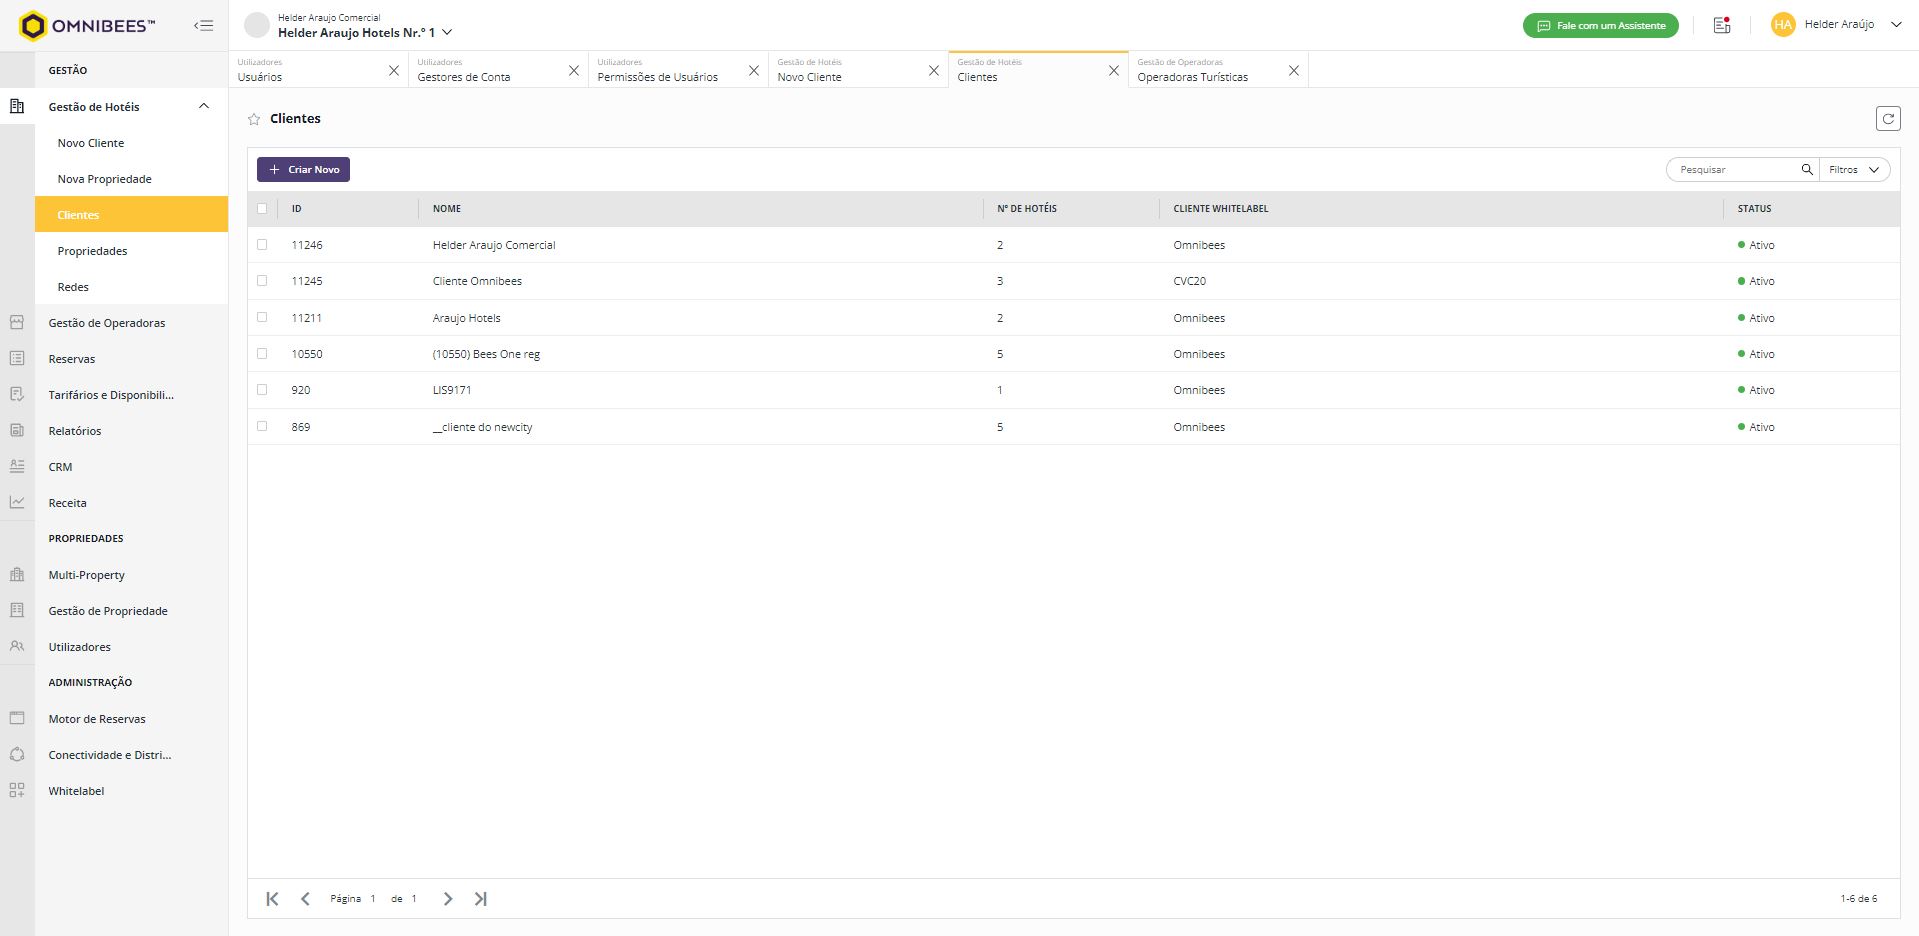 OMNIBEES™
Helder Araujo Comercial
Helder Araujo Hotels Nr.º 1
Fale com um Assistente
HA
Helder Araújo
Utilizadores
Usuários
Utilizadores
Gestores de Conta
Utilizadores
Permissões de Usuários
Gestão de Hotéis
Novo Cliente
Gestão de Hotéis
Clientes
Gestão de Operadoras
Operadoras Turísticas
GESTÃO
Gestão de Hotéis
Novo Cliente
Nova Propriedade
Clientes
Propriedades
Redes
Gestão de Operadoras
Reservas
Tarifários e Disponibili...
Relatórios
CRM
Receita
PROPRIEDADES
Multi-Property
Gestão de Propriedade
Utilizadores
ADMINISTRAÇÃO
Motor de Reservas
Conectividade e Distri...
Whitelabel
Clientes
Criar Novo
Pesquisar
Filtros
ID NOME Nº DE HOTÉIS CLIENTE WHITELABEL STATUS
11246 Helder Araujo Comercial 2 Omnibees Ativo
11245 Cliente Omnibees 3 CVC20 Ativo
11211 Araujo Hotels 2 Omnibees Ativo
10550 (10550) Bees One reg 5 Omnibees Ativo
920 LIS9171 1 Omnibees Ativo
869 __cliente do newcity 5 Omnibees Ativo
Página 1 de 1
1-6 de 6